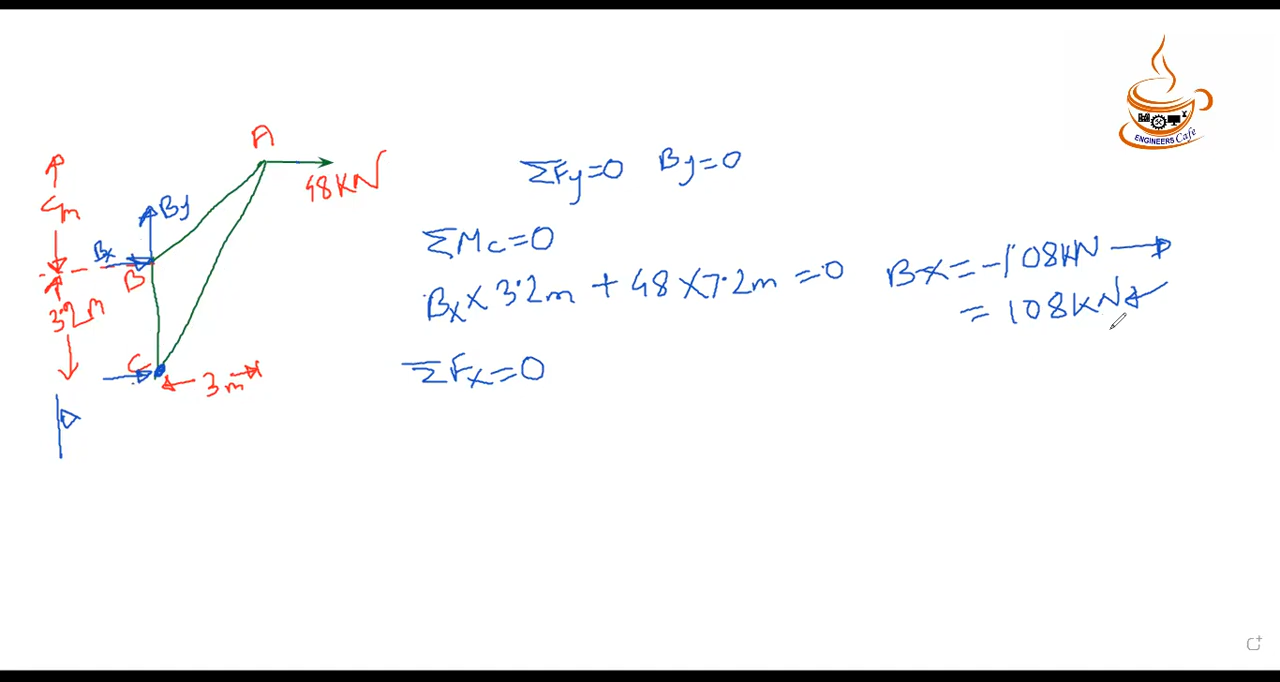 ENGINEERS Cafe
A
48KN
4m
By
Bx
B
3.2m
C
3m
ΣFy=0 By=0
ΣMc=0
Bx×3.2m + 48×7.2m =0
Bx=-108kN →
= 108KN ←
ΣFx=0